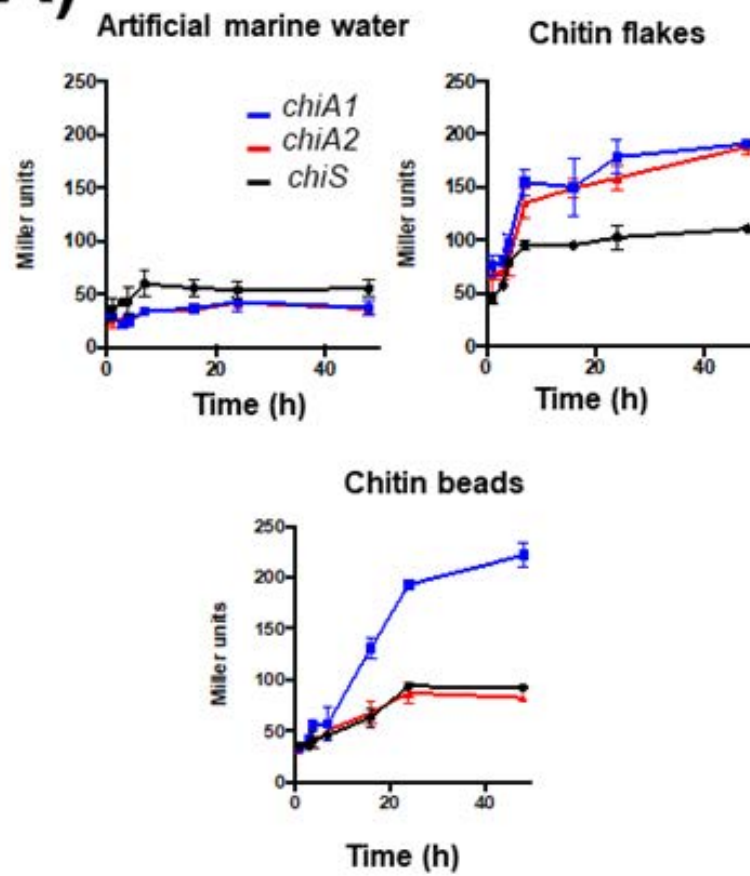 A)
Artificial marine water
250
200
150
100
50
0
Miller units
chiA1
chiA2
chiS
0 20 40
Time (h)
Chitin flakes
250
200
150
100
50
0
Miller units
0 20 40
Time (h)
Chitin beads
250
200
150
100
50
0
Miller units
0 20 40
Time (h)